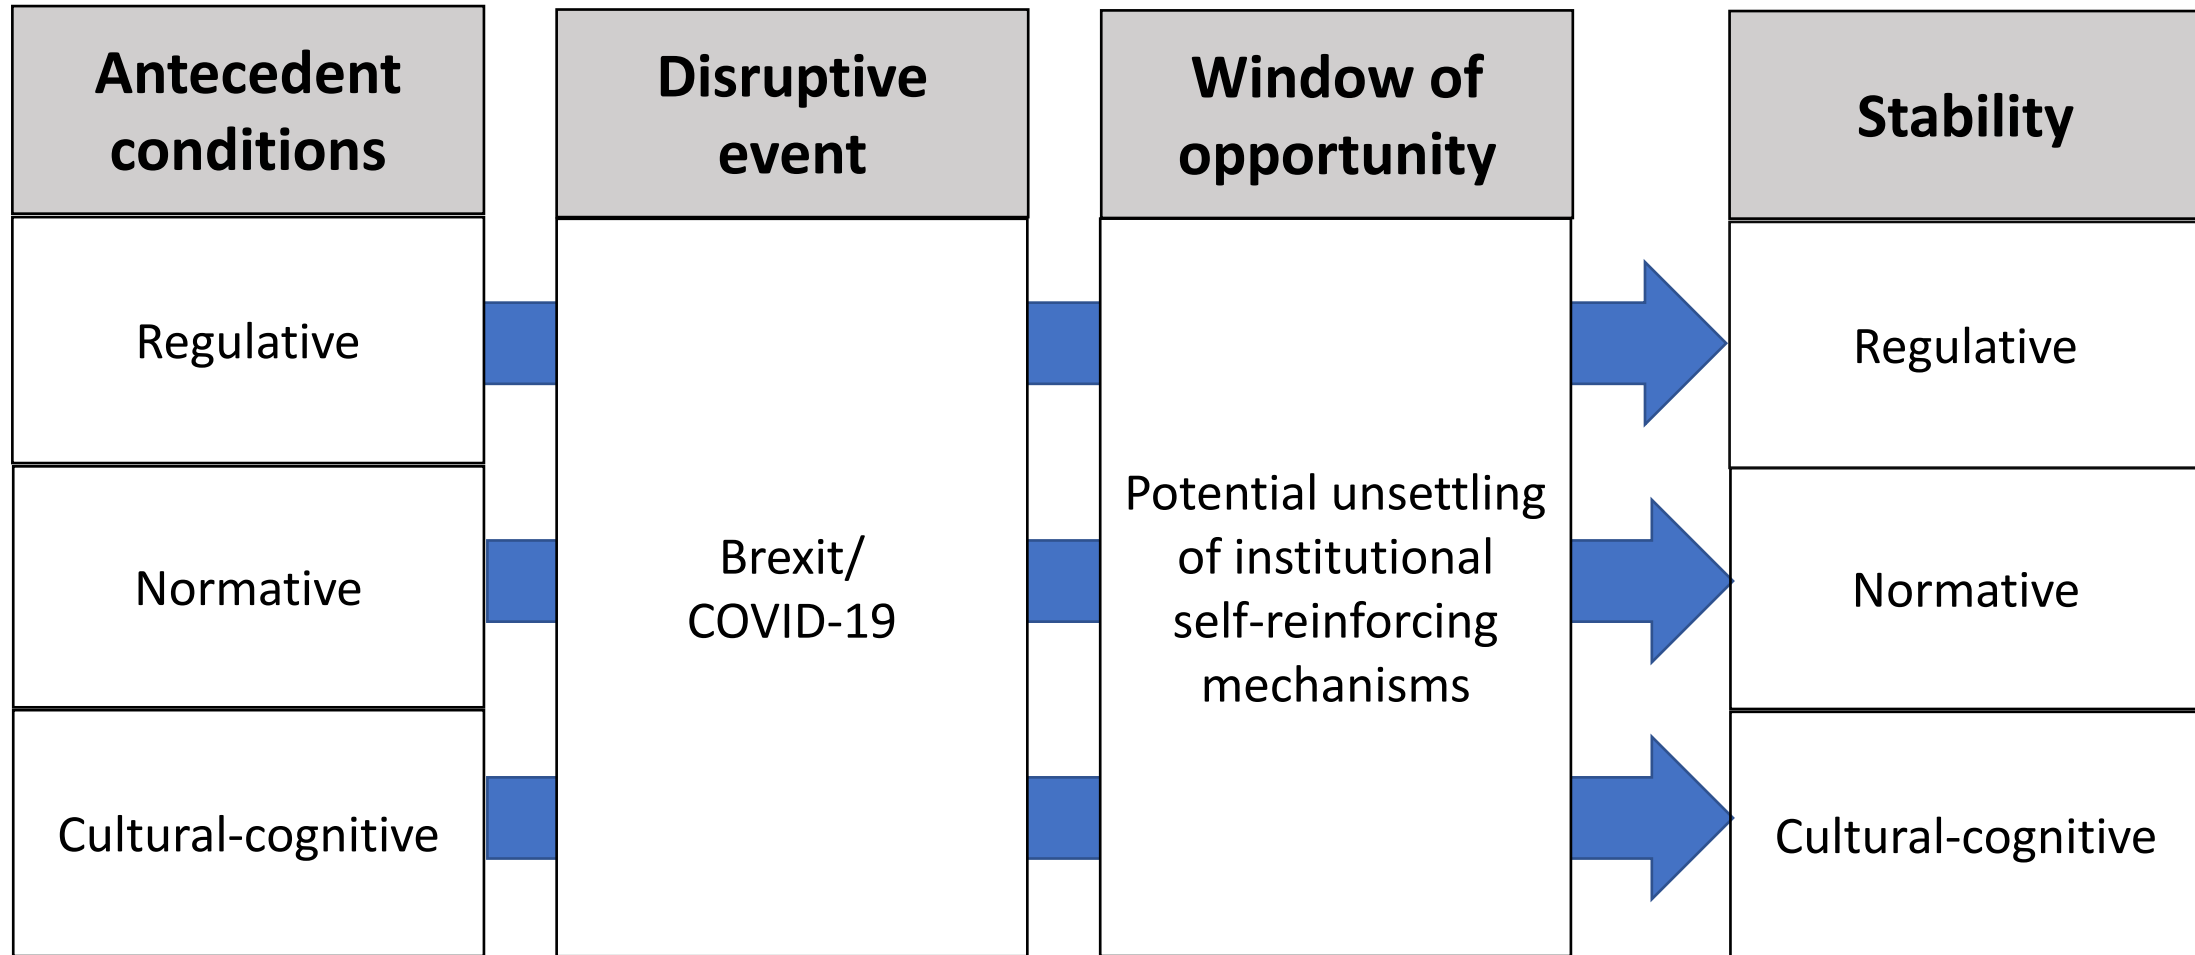 Antecedent
conditions
Regulative
Normative
Cultural-cognitive
Disruptive
event
Brexit/
COVID-19
Window of
opportunity
Potential unsettling
of institutional
self-reinforcing
mechanisms
Stability
Regulative
Normative
Cultural-cognitive